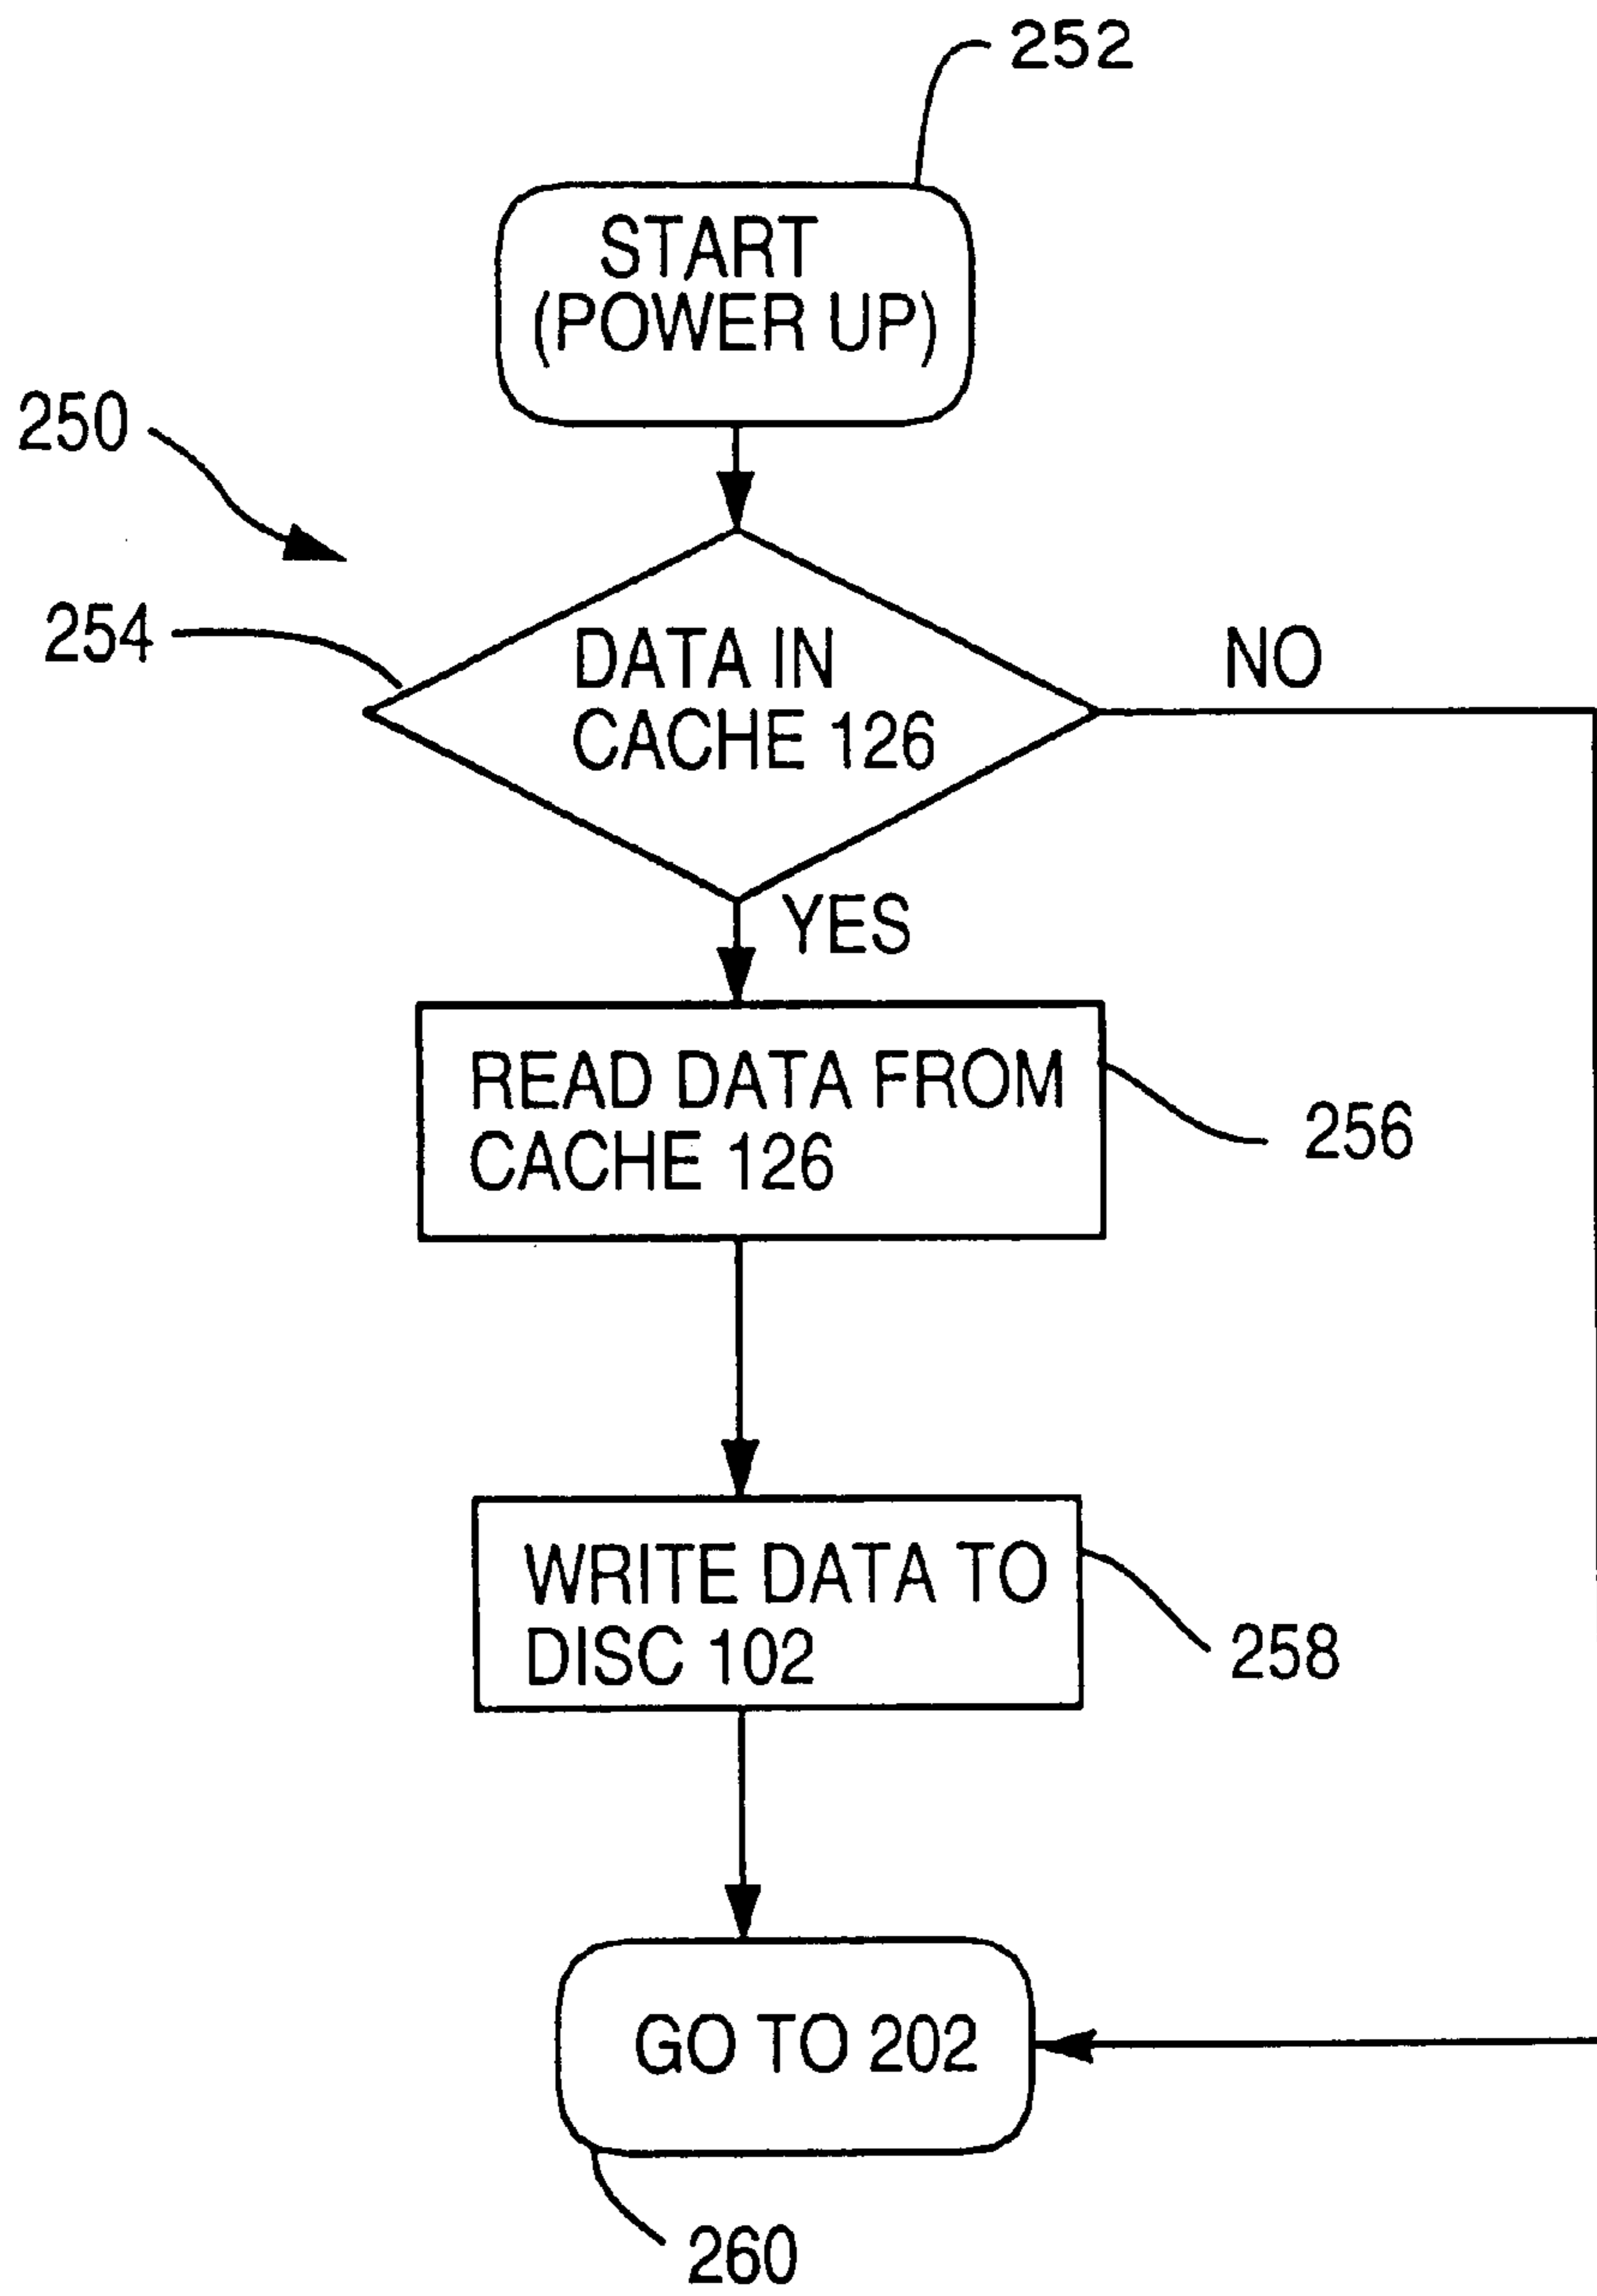 252
START
(POWER UP)
250
254
DATA IN
CACHE 126
NO
YES
READ DATA FROM
CACHE 126
256
WRITE DATA TO
DISC 102
258
GO TO 202
260